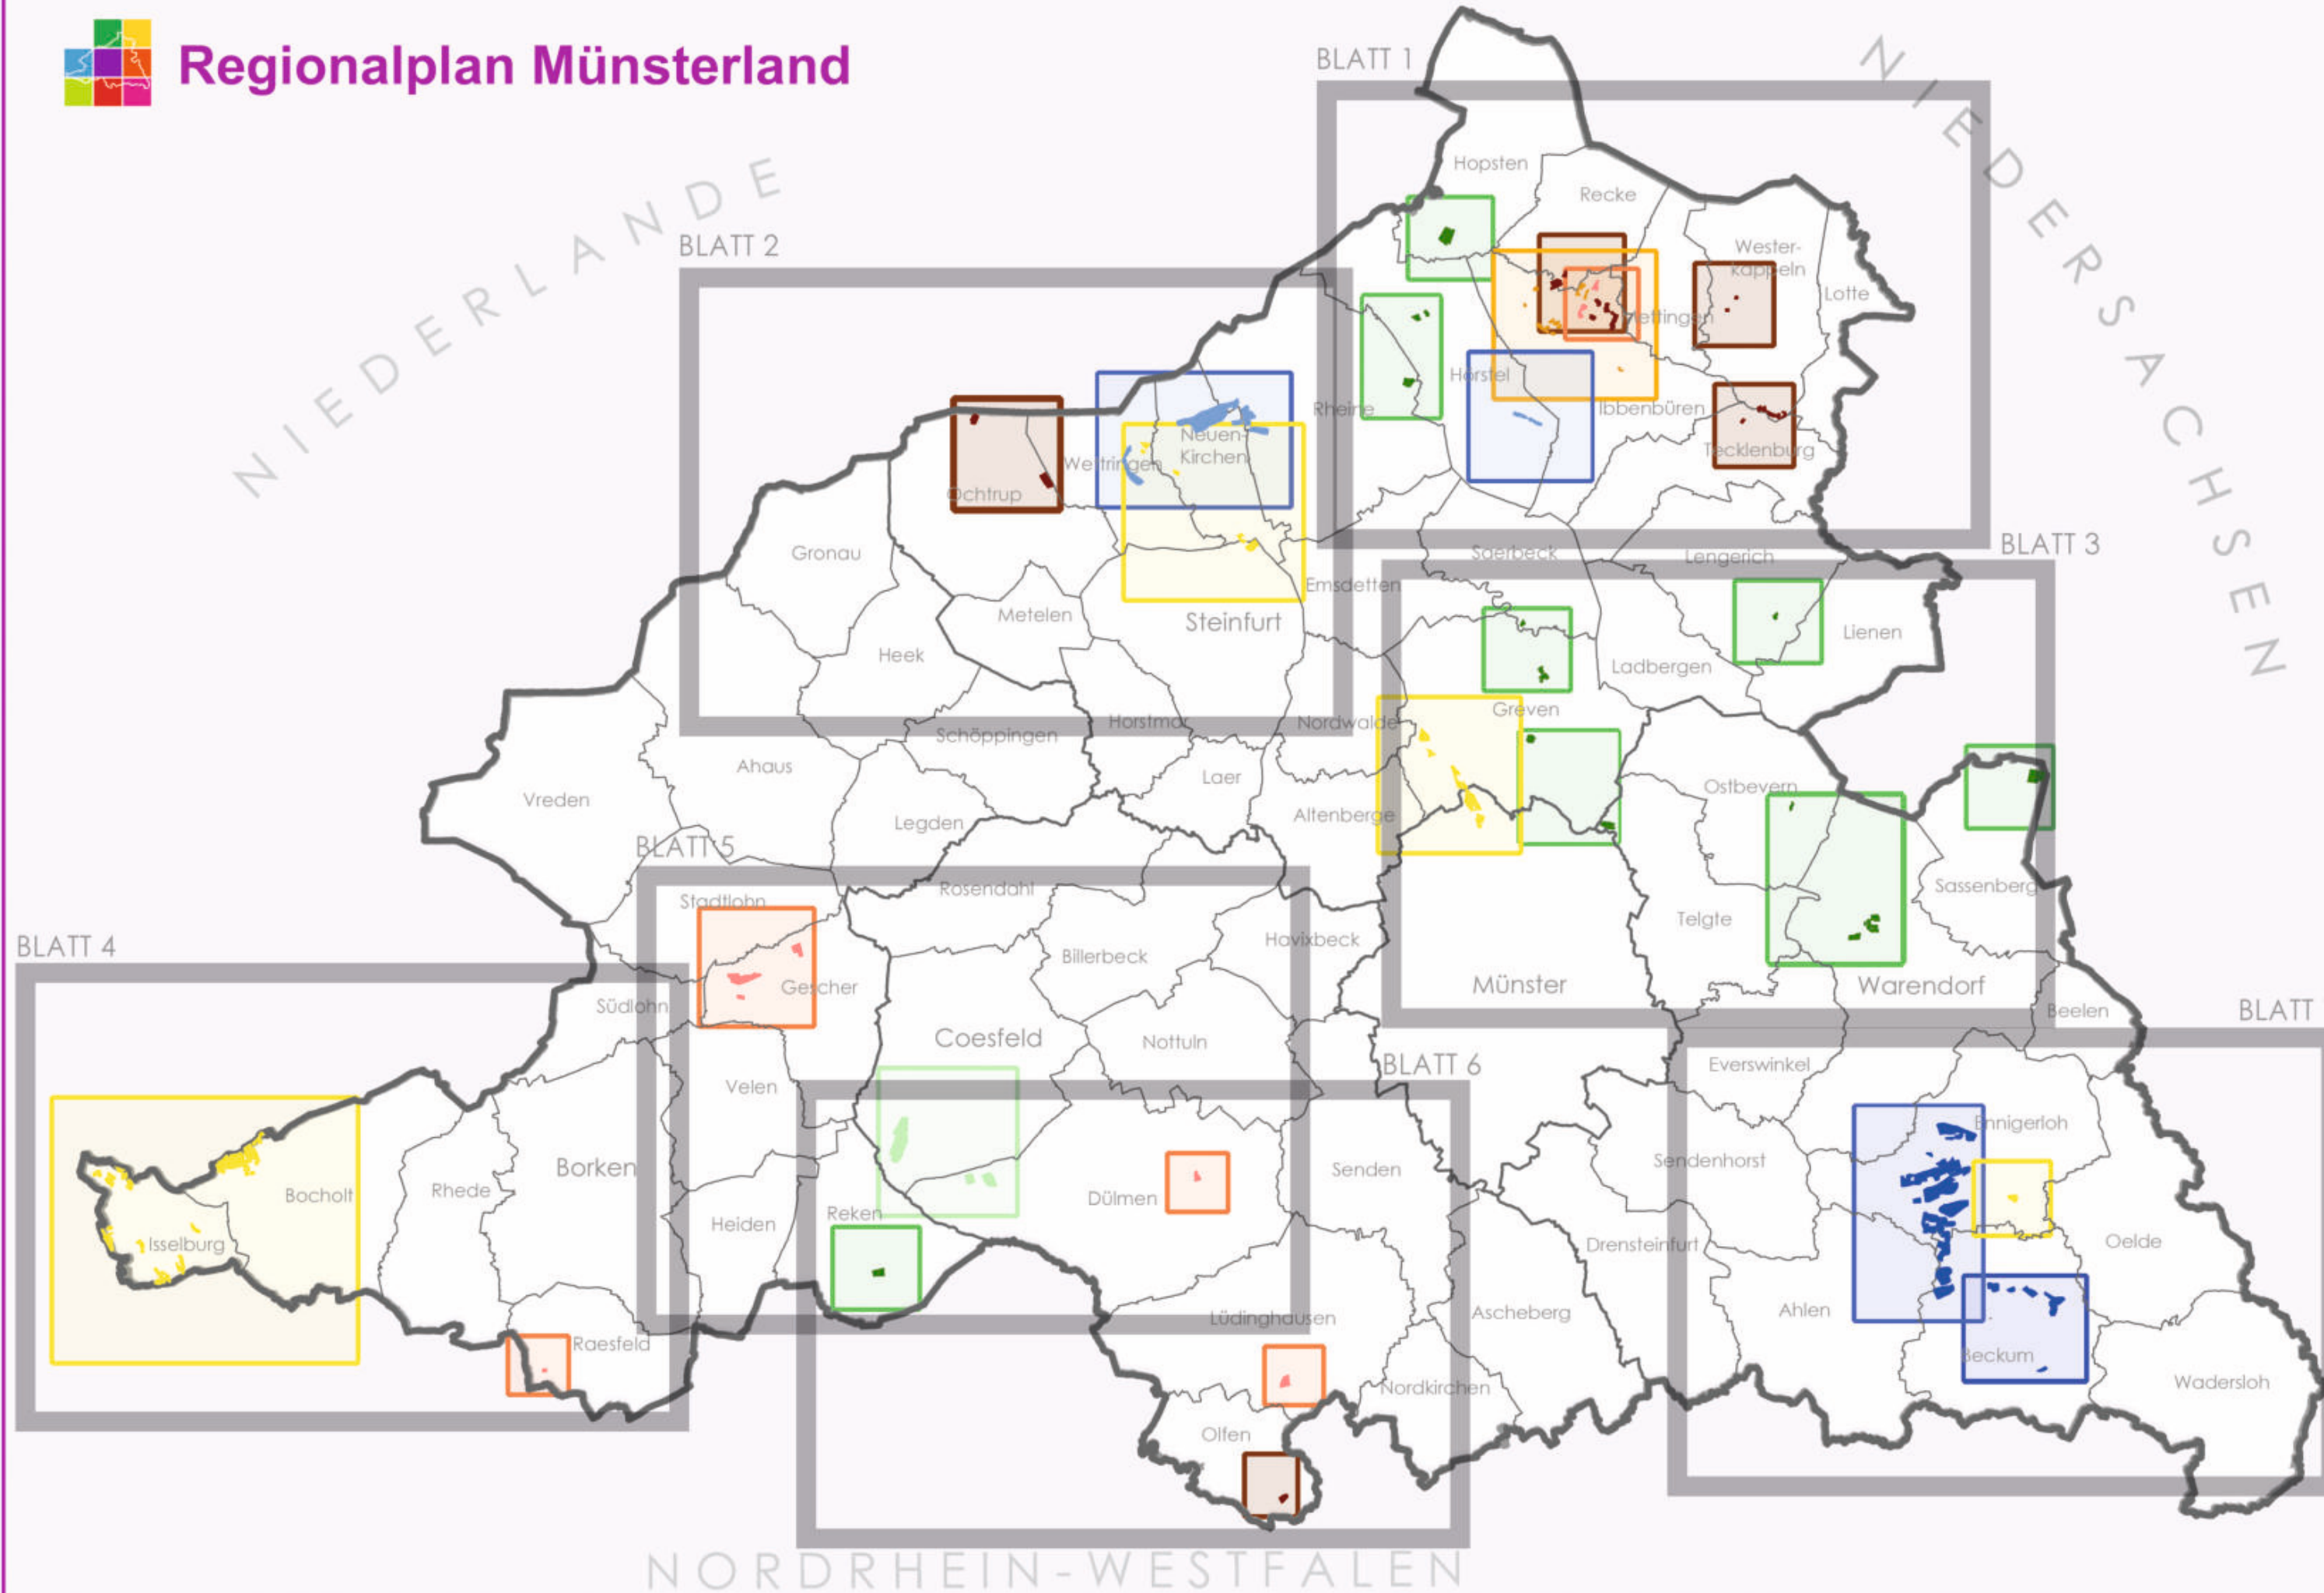 Regionalplan Münsterland
BLATT 1
NIEDERSACHSEN
NIEDERLANDE
Hopsten
Recke
BLATT 2
Wester-
kappeln
Lotte
Mettingen
Hörstel
Rheine
Ibbenbüren
Neuen-
Kirchen
Wettringen
Tecklenburg
Ochtrup
BLATT 3
Gronau
Saerbeck
Lengerich
Emsdetten
Metelen
Steinfurt
Lienen
Heek
Ladbergen
Greven
Horstmar
Nordwalde
Schöppingen
Ahaus
Laer
Ostbevern
Vreden
Legden
Altenberge
BLATT 5
Rosendahl
Sassenberg
Stadtlohn
Telgte
BLATT 4
Havixbeck
Billerbeck
Gescher
Münster
Warendorf
Südlohn
Beelen
BLATT
Coesfeld
Nottuln
BLATT 6
Everswinkel
Velen
Ennigerloh
Borken
Senden
Sendenhorst
Rhede
Bocholt
Dülmen
Reken
Heiden
Isselburg
Drensteinfurt
Oelde
Lüdinghausen
Ascheberg
Ahlen
Raesfeld
Beckum
Nordkirchen
Wadersloh
Olfen
NORDRHEIN-WESTFALEN